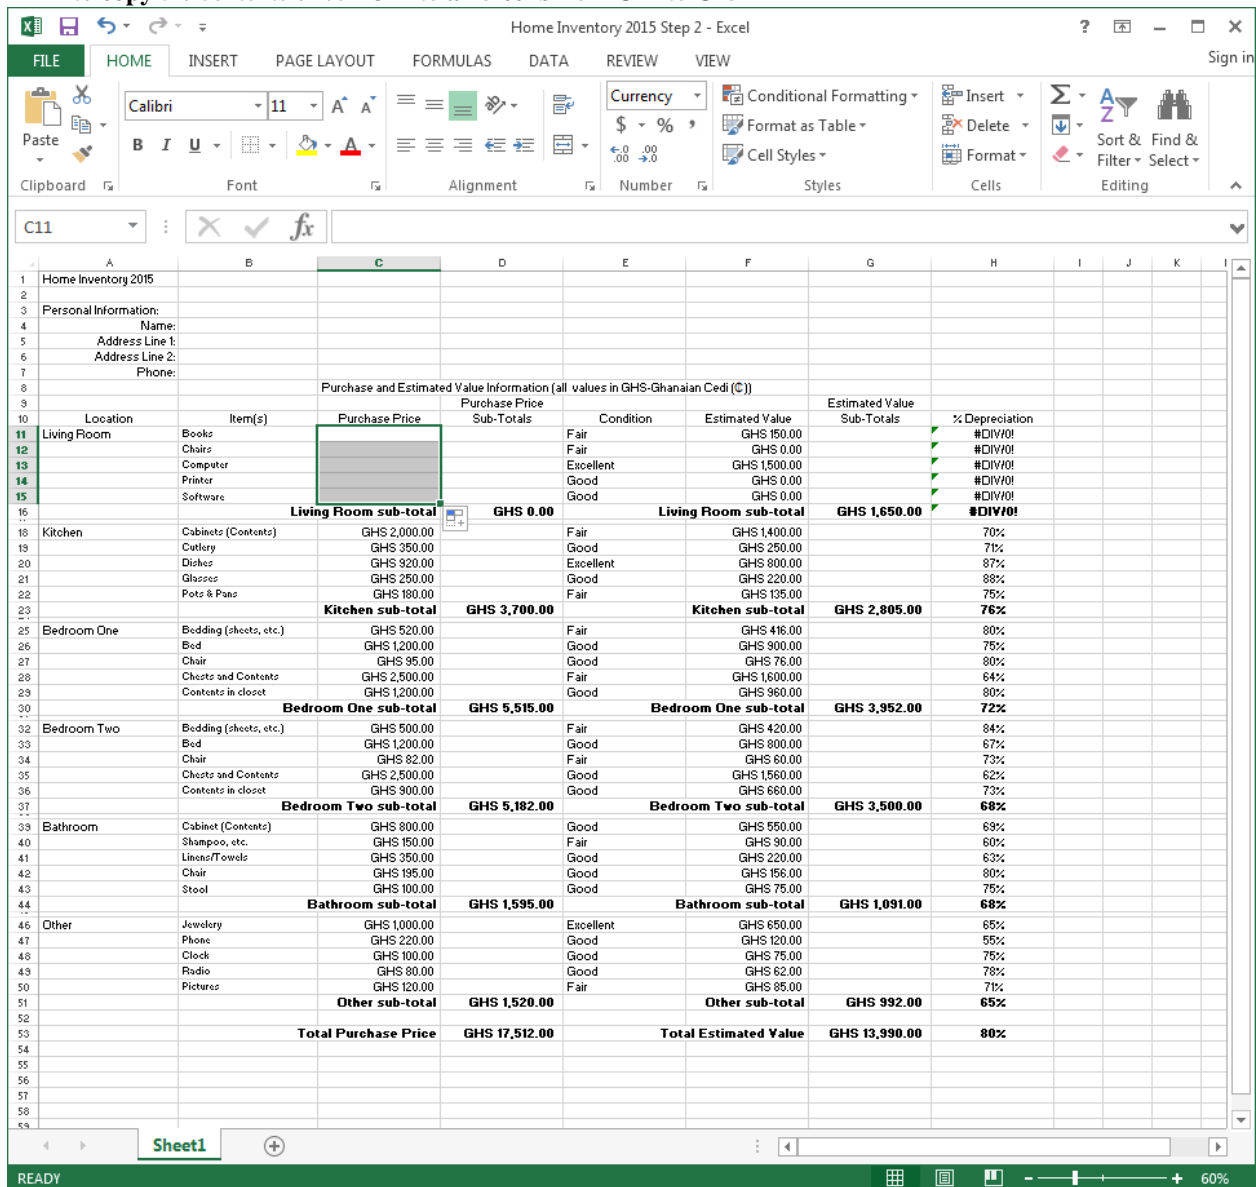 Home Inventory 2015 Step 2 - Excel
FILE HOME INSERT PAGE LAYOUT FORMULAS DATA REVIEW VIEW Sign in
Paste
Calibri 11
B I U
Currency
$ % ,
Conditional Formatting
Format as Table
Cell Styles
Insert
Delete
Format
Sort & Filter
Find & Select
Clipboard Font Alignment Number Styles Cells Editing
C11 fx
A B C D E F G H I J K
1 Home Inventory 2015
2
3 Personal Information:
4 Name:
5 Address Line 1:
6 Address Line 2:
7 Phone:
8 Purchase and Estimated Value Information (all values in GHS-Ghanaian Cedi (₵))
9 Purchase Price Estimated Value
10 Location Item(s) Purchase Price Sub-Totals Condition Estimated Value Sub-Totals % Depreciation
11 Living Room Books Fair GHS 150.00 #DIV/0!
12 Chairs Fair GHS 0.00 #DIV/0!
13 Computer Excellent GHS 1,500.00 #DIV/0!
14 Printer Good GHS 0.00 #DIV/0!
15 Software Good GHS 0.00 #DIV/0!
16 Living Room sub-total GHS 0.00 Living Room sub-total GHS 1,650.00 #DIV/0!
18 Kitchen Cabinets (Contents) GHS 2,000.00 Fair GHS 1,400.00 70%
19 Cutlery GHS 350.00 Good GHS 250.00 71%
20 Dishes GHS 920.00 Excellent GHS 800.00 87%
21 Glasses GHS 250.00 Good GHS 220.00 88%
22 Pots & Pans GHS 180.00 Fair GHS 135.00 75%
23 Kitchen sub-total GHS 3,700.00 Kitchen sub-total GHS 2,805.00 76%
25 Bedroom One Bedding (sheets, etc.) GHS 520.00 Fair GHS 416.00 80%
26 Bed GHS 1,200.00 Good GHS 900.00 75%
27 Chair GHS 95.00 Good GHS 76.00 80%
28 Chests and Contents GHS 2,500.00 Fair GHS 1,600.00 64%
29 Contents in closet GHS 1,200.00 Good GHS 960.00 80%
30 Bedroom One sub-total GHS 5,515.00 Bedroom One sub-total GHS 3,952.00 72%
32 Bedroom Two Bedding (sheets, etc.) GHS 500.00 Fair GHS 420.00 84%
33 Bed GHS 1,200.00 Good GHS 800.00 67%
34 Chair GHS 82.00 Fair GHS 60.00 73%
35 Chests and Contents GHS 2,500.00 Good GHS 1,560.00 62%
36 Contents in closet GHS 900.00 Good GHS 660.00 73%
37 Bedroom Two sub-total GHS 5,182.00 Bedroom Two sub-total GHS 3,500.00 68%
39 Bathroom Cabinet (Contents) GHS 800.00 Good GHS 550.00 69%
40 Shampoo, etc. GHS 150.00 Fair GHS 90.00 60%
41 Linens/Towels GHS 350.00 Good GHS 220.00 63%
42 Chair GHS 195.00 Good GHS 156.00 80%
43 Stool GHS 100.00 Good GHS 75.00 75%
44 Bathroom sub-total GHS 1,595.00 Bathroom sub-total GHS 1,091.00 68%
46 Other Jewelery GHS 1,000.00 Excellent GHS 650.00 65%
47 Phone GHS 220.00 Good GHS 120.00 55%
48 Clock GHS 100.00 Good GHS 75.00 75%
49 Radio GHS 80.00 Good GHS 62.00 78%
50 Pictures GHS 120.00 Fair GHS 85.00 71%
51 Other sub-total GHS 1,520.00 Other sub-total GHS 992.00 65%
52
53 Total Purchase Price GHS 17,512.00 Total Estimated Value GHS 13,990.00 80%
54
55
56
57
58
59
Sheet1
READY 60%